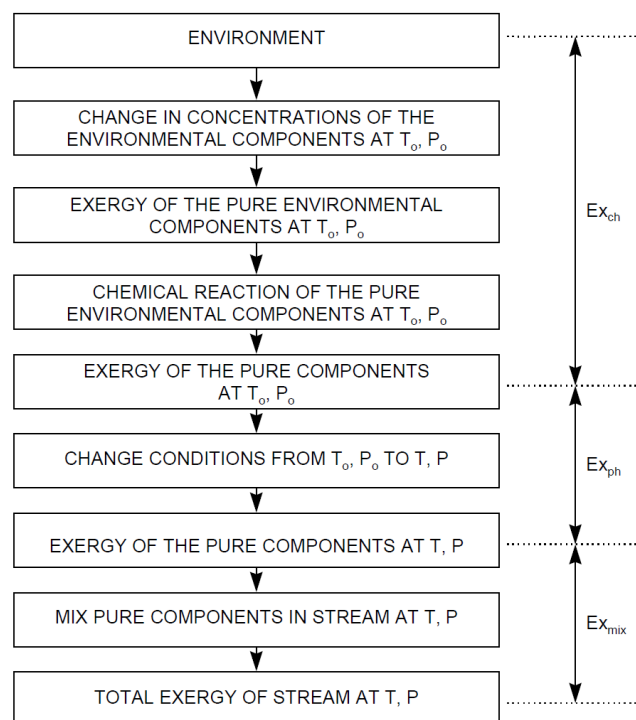 ENVIRONMENT
CHANGE IN CONCENTRATIONS OF THE
ENVIRONMENTAL COMPONENTS AT Tₒ, Pₒ
EXERGY OF THE PURE ENVIRONMENTAL
COMPONENTS AT Tₒ, Pₒ
CHEMICAL REACTION OF THE PURE
ENVIRONMENTAL COMPONENTS AT Tₒ, Pₒ
EXERGY OF THE PURE COMPONENTS
AT Tₒ, Pₒ
CHANGE CONDITIONS FROM Tₒ, Pₒ TO T, P
EXERGY OF THE PURE COMPONENTS AT T, P
MIX PURE COMPONENTS IN STREAM AT T, P
TOTAL EXERGY OF STREAM AT T, P
Ex_ch
Ex_ph
Ex_mix